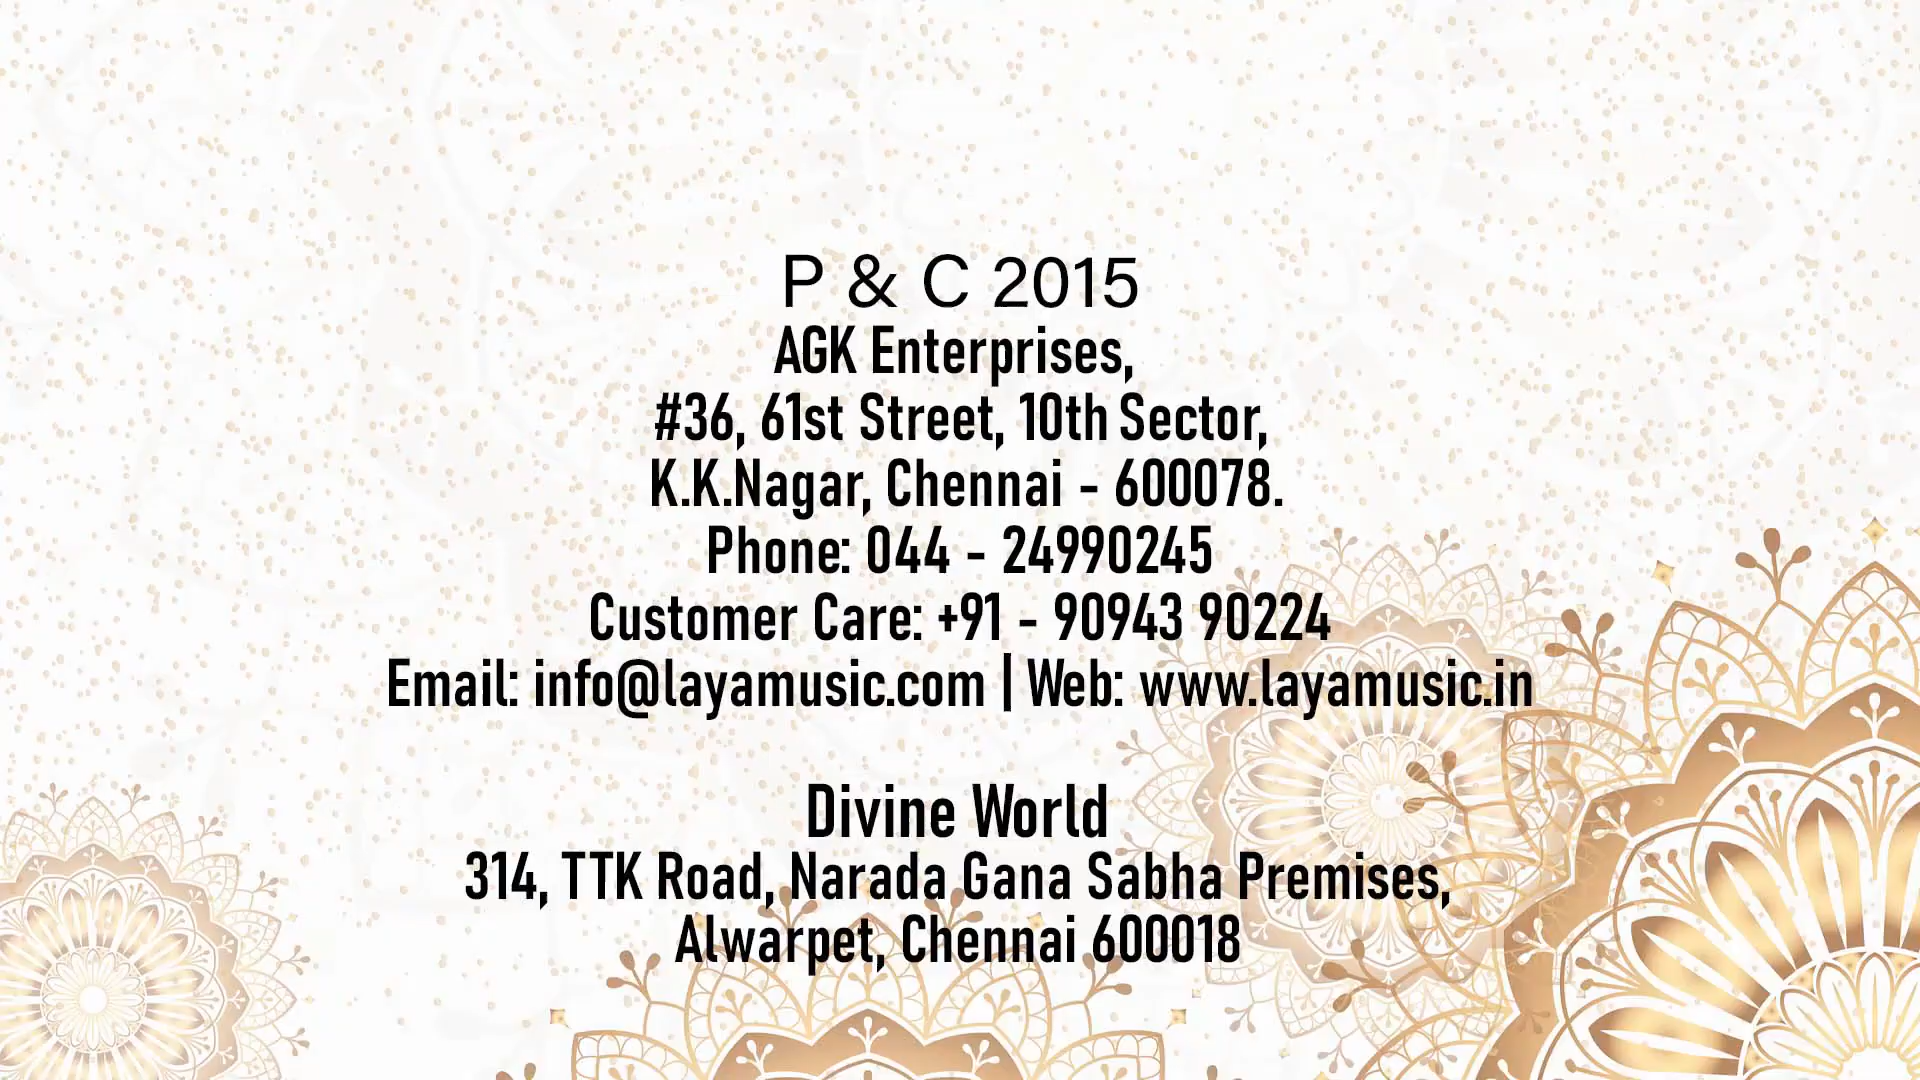 P & C 2015
AGK Enterprises,
#36, 61st Street, 10th Sector,
K.K.Nagar, Chennai - 600078.
Phone: 044 - 24990245
Customer Care: +91 - 90943 90224
Email: info@layamusic.com | Web: www.layamusic.in
Divine World
314, TTK Road, Narada Gana Sabha Premises,
Alwarpet, Chennai 600018